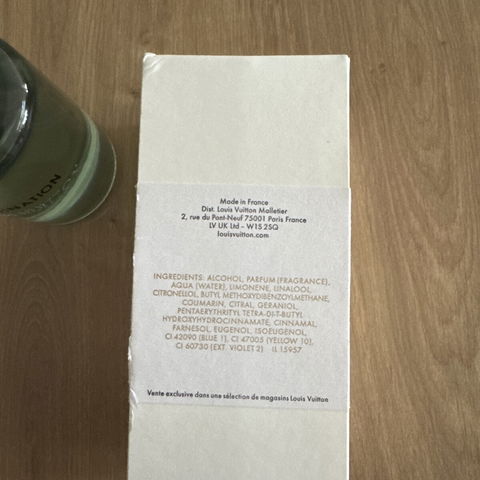 NATION
Made in France
Dist. Louis Vuitton Malletier
2, rue du Pont-Neuf 75001 Paris France
LV UK Ltd – W1S 2SQ
louisvuitton.com
INGREDIENTS: ALCOHOL, PARFUM (FRAGRANCE),
AQUA (WATER), LIMONENE, LINALOOL,
CITRONELLOL, BUTYL METHOXYDIBENZOYLMETHANE,
COUMARIN, CITRAL, GERANIOL,
PENTAERYTHRITYL TETRA-DI-T-BUTYL
HYDROXYHYDROCINNAMATE, CINNAMAL,
FARNESOL, EUGENOL, ISOEUGENOL,
CI 42090 (BLUE 1), CI 47005 (YELLOW 10),
CI 60730 (EXT. VIOLET 2) IL 15957
Vente exclusive dans une sélection de magasins Louis Vuitton